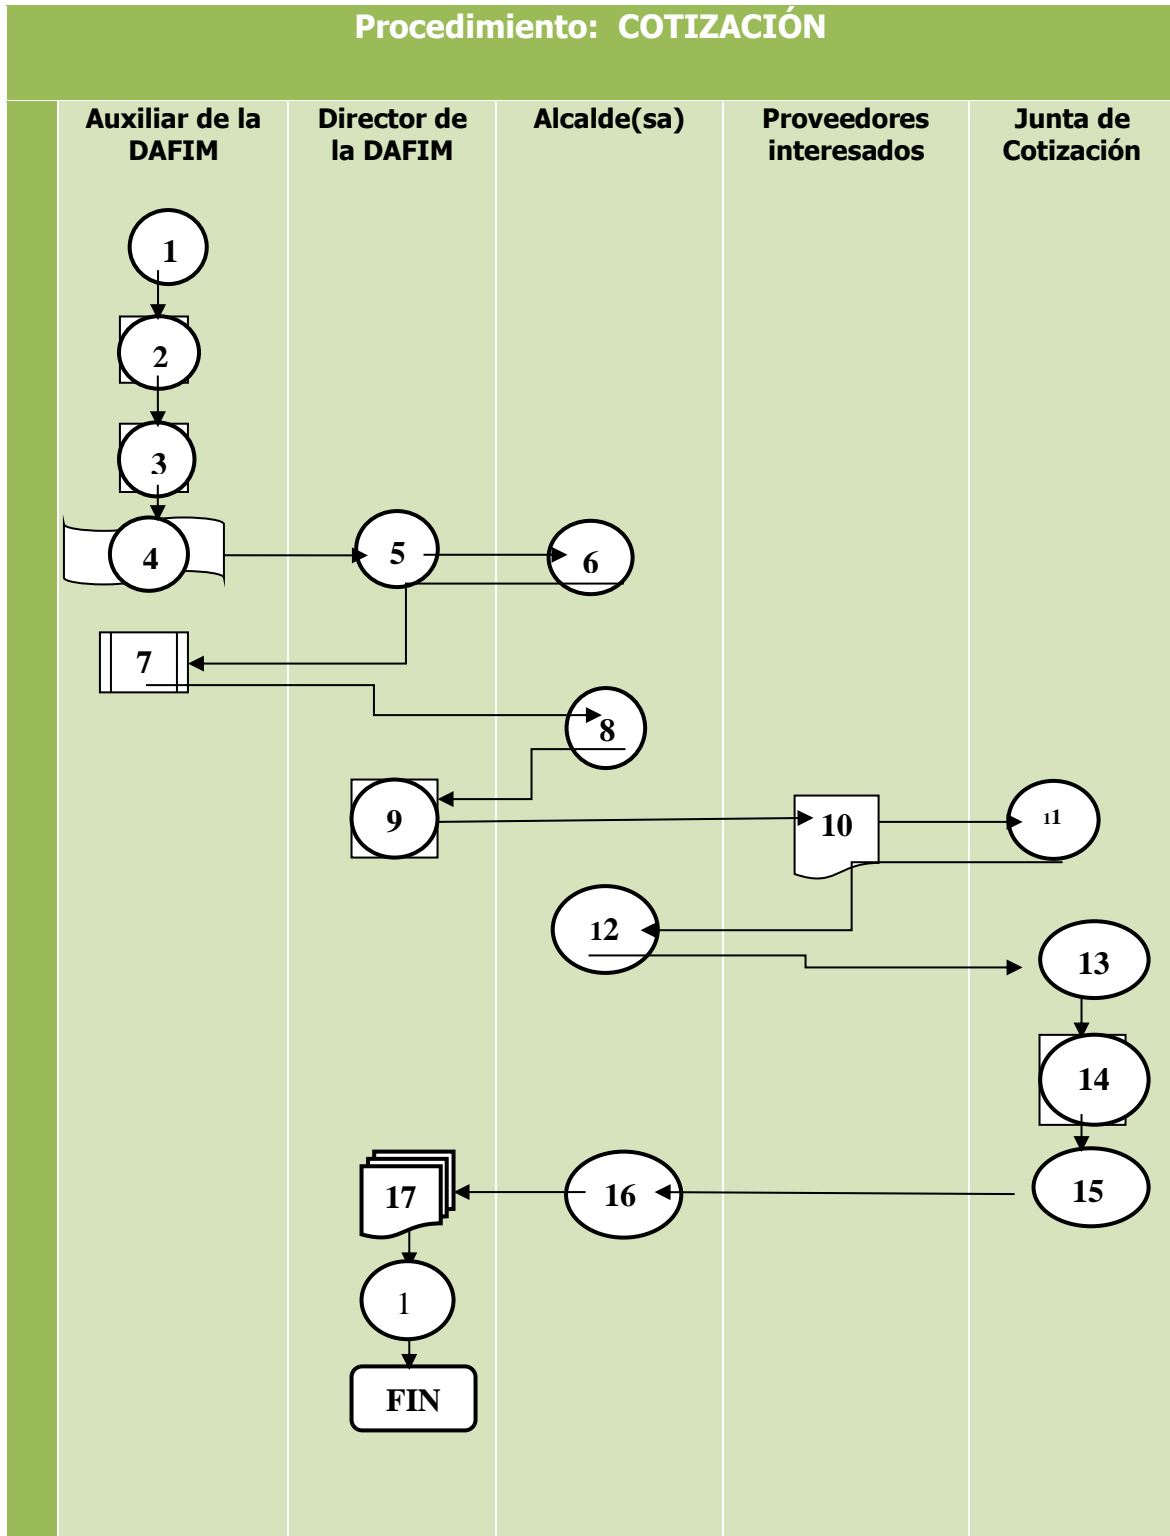 Procedimiento: COTIZACIÓN
Auxiliar de la
DAFIM
Director de
la DAFIM
Alcalde(sa)
Proveedores
interesados
Junta de
Cotización
1
2
3
4
5
6
7
8
9
10
11
12
13
14
15
16
17
1
FIN